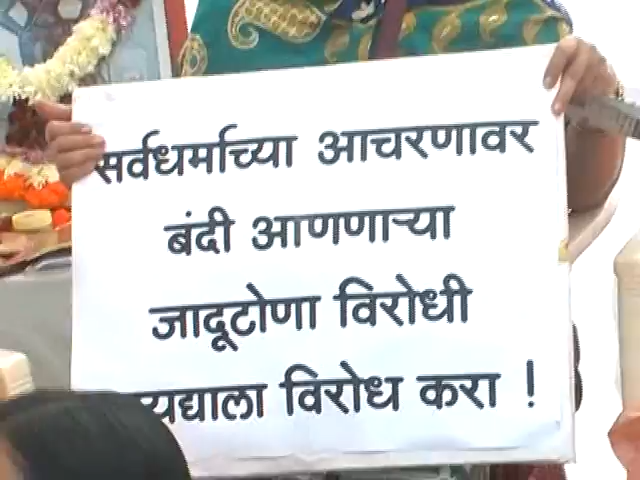 सर्वधर्माच्या आचरणावर
बंदी आणणाऱ्या
जादूटोणा विरोधी
विरोध करा !